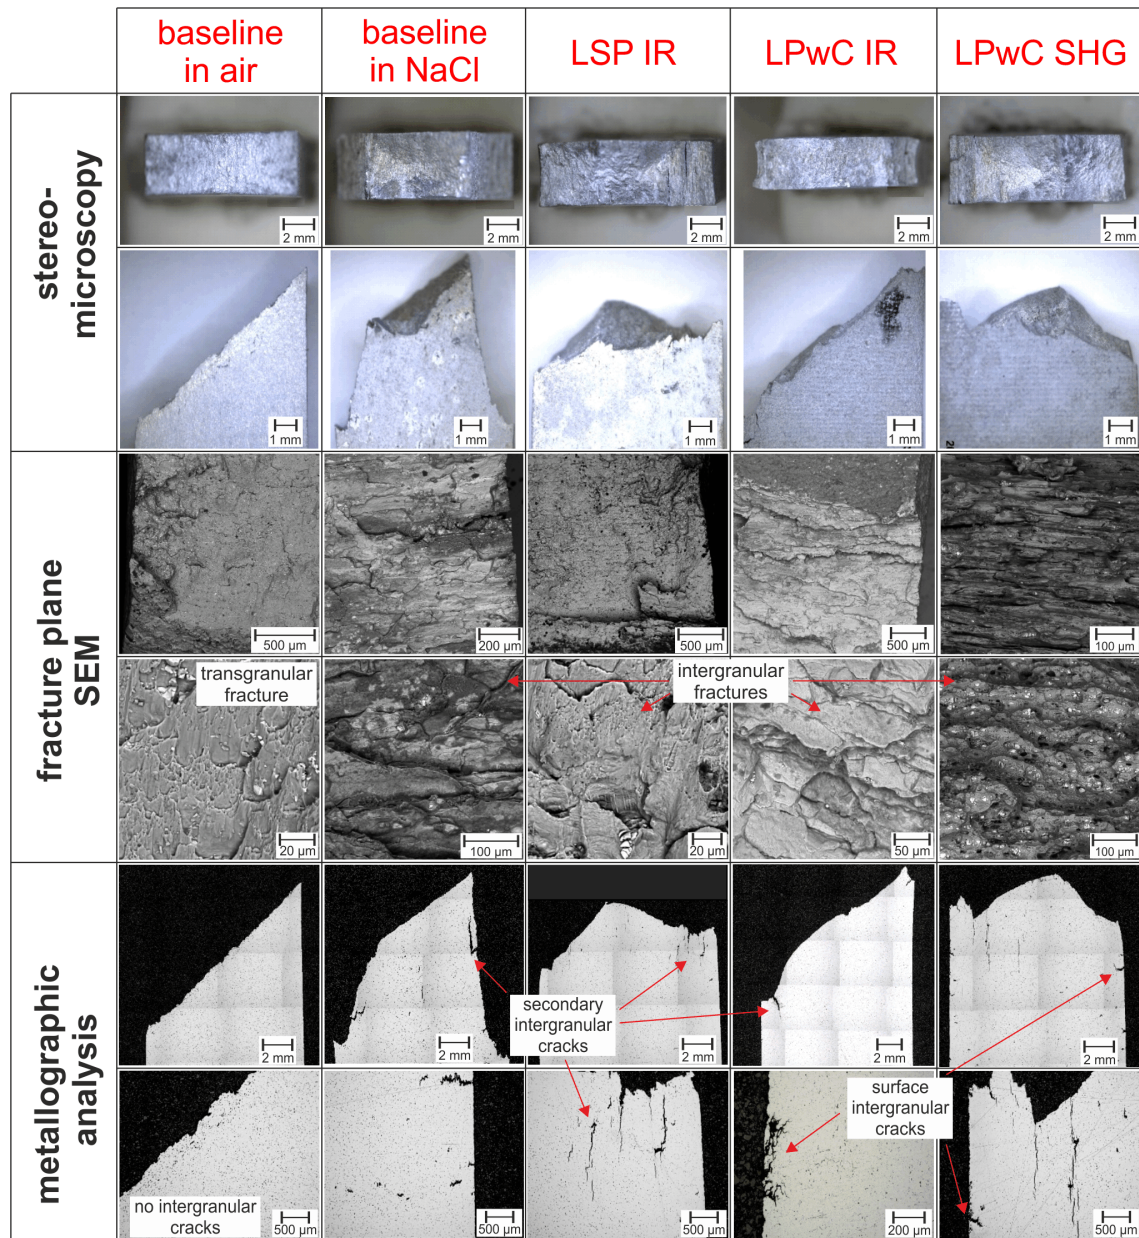 baseline
in air
baseline
in NaCl
LSP IR
LPwC IR
LPwC SHG
stereo-
microscopy
2 mm
2 mm
2 mm
2 mm
2 mm
1 mm
1 mm
1 mm
1 mm
1 mm
fracture plane
SEM
500 µm
200 µm
500 µm
500 µm
100 µm
transgranular
fracture
intergranular
fractures
20 µm
100 µm
20 µm
50 µm
100 µm
metallographic
analysis
secondary
intergranular
cracks
2 mm
2 mm
2 mm
2 mm
2 mm
surface
intergranular
cracks
no intergranular
cracks
500 µm
500 µm
500 µm
200 µm
500 µm